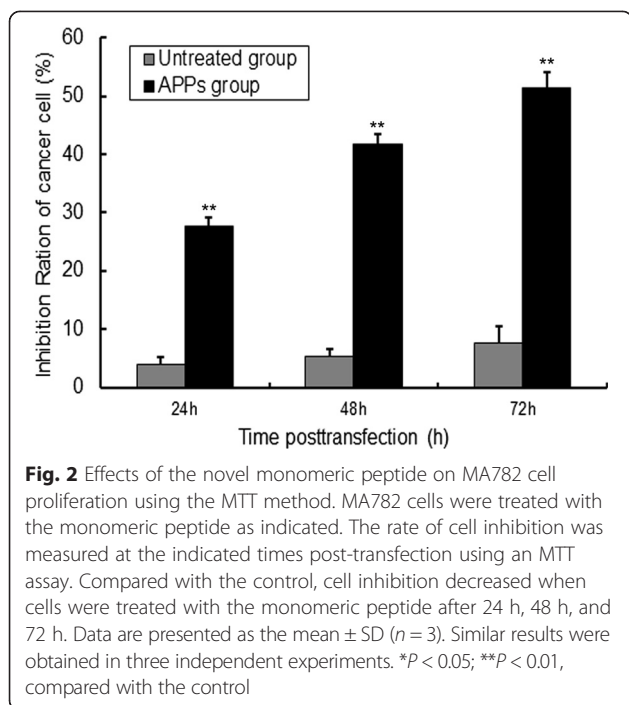 60
50
40
30
20
10
0
Inhibition Ration of cancer cell (%)
Untreated group
APPs group
**
**
**
24h
48h
72h
Time posttransfection (h)
Fig. 2 Effects of the novel monomeric peptide on MA782 cell
proliferation using the MTT method. MA782 cells were treated with
the monomeric peptide as indicated. The rate of cell inhibition was
measured at the indicated times post-transfection using an MTT
assay. Compared with the control, cell inhibition decreased when
cells were treated with the monomeric peptide after 24 h, 48 h, and
72 h. Data are presented as the mean ± SD (n = 3). Similar results were
obtained in three independent experiments. *P < 0.05; **P < 0.01,
compared with the control